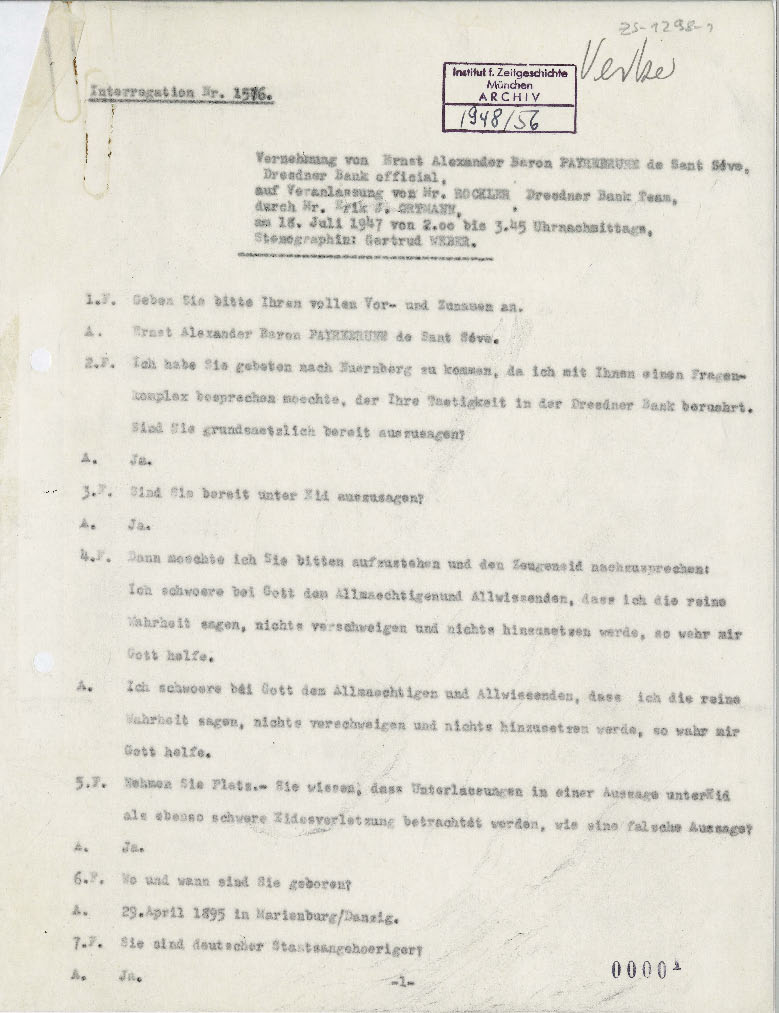 ZS-1298-1
Institut f. Zeitgeschichte
München
ARCHIV
1948/56
Interrogation Nr. 1576.
Vernehmung von Ernst Alexander Baron PAYREBRUNE de Sant Séve,
Dresdner Bank official,
auf Veranlassung von Mr. ROCKLER Dresdner Bank Team,
durch Mr. Erik ORTMANN,
am 18. Juli 1947 von 2.00 bis 3.45 Uhrnachmittags,
Stenographin: Gertrud WEBER.
1.F. Geben Sie bitte Ihren vollen Vor- und Zunamen an.
A. Ernst Alexander Baron PAYREBRUNE de Sant Séve.
2.F. Ich habe Sie gebeten nach Nuernberg zu kommen, da ich mit Ihnen einen Fragen-
komplex besprechen moechte, der Ihre Taetigkeit in der Dresdner Bank beruehrt.
Sind Sie grundsaetzlich bereit auszusagen?
A. Ja.
3.F. Sind Sie bereit unter Eid auszusagen?
A. Ja.
4.F. Dann moechte ich Sie bitten aufzustehen und den Zeugeneid nachzusprechen:
Ich schwoere bei Gott dem Allmaechtigenund Allwissenden, dass ich die reine
Wahrheit sagen, nichts verschweigen und nichts hinzusetzen werde, so wahr mir
Gott helfe.
A. Ich schwoere bei Gott dem Allmaechtigen und Allwissenden, dass ich die reine
Wahrheit sagen, nichts verschweigen und nichts hinzusetzen werde, so wahr mir
Gott helfe.
5.F. Nehmen Sie Platz.- Sie wissen, dass Unterlassungen in einer Aussage unterEid
als ebenso schwere Eidesverletzung betrachtet werden, wie eine falsche Aussage?
A. Ja.
6.F. Wo und wann sind Sie geboren?
A. 29.April 1895 in Marienburg/Danzig.
7.F. Sie sind deutscher Staatsangehoeriger?
A. Ja.
-1-
00001